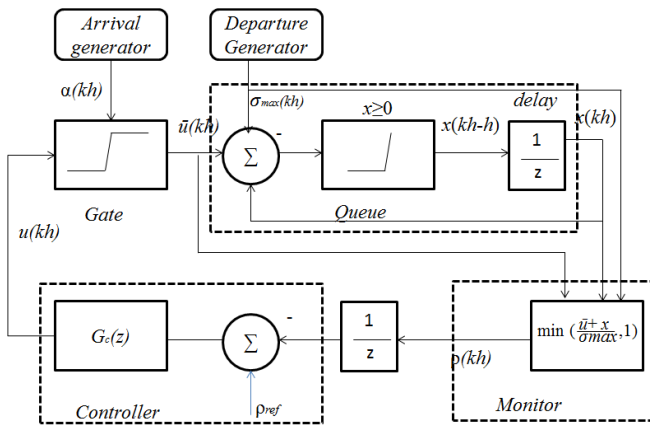 Arrival
generator
Departure
Generator
α(kh)
σmax(kh)
x≥0
delay
ū(kh)
-
x(kh-h)
x(kh)
Σ
1
z
Gate
Queue
u(kh)
Gc(z)
-
Σ
1
z
min (ū+ x/σmax,1)
ρ(kh)
ρref
Controller
Monitor